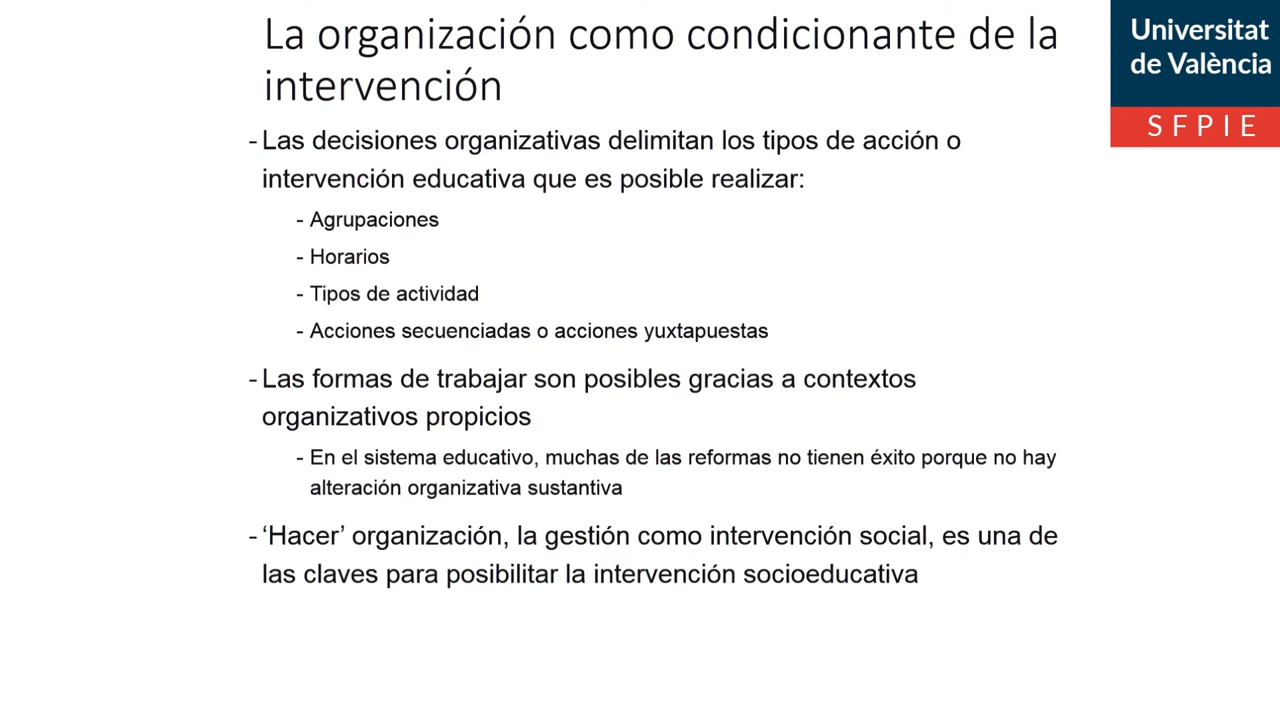 La organización como condicionante de la
intervención
Universitat
de València
SFPIE
- Las decisiones organizativas delimitan los tipos de acción o
intervención educativa que es posible realizar:
- Agrupaciones
- Horarios
- Tipos de actividad
- Acciones secuenciadas o acciones yuxtapuestas
- Las formas de trabajar son posibles gracias a contextos
organizativos propicios
- En el sistema educativo, muchas de las reformas no tienen éxito porque no hay
alteración organizativa sustantiva
- ‘Hacer’ organización, la gestión como intervención social, es una de
las claves para posibilitar la intervención socioeducativa